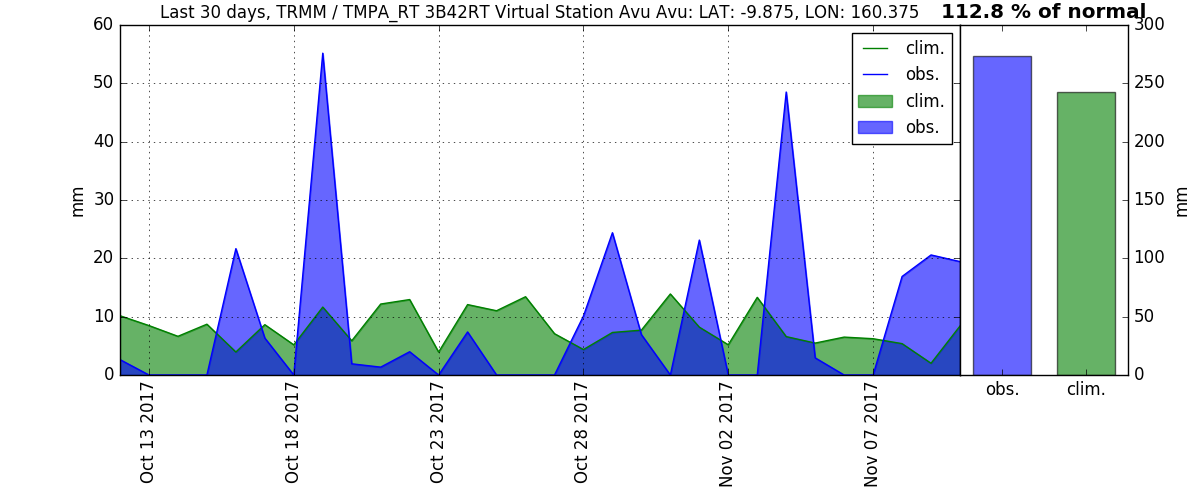 Last 30 days, TRMM / TMPA_RT 3B42RT Virtual Station Avu Avu: LAT: -9.875, LON: 160.375
112.8 % of normal
60
50
40
30
20
10
0
mm
clim.
obs.
clim.
obs.
Oct 13 2017
Oct 18 2017
Oct 23 2017
Oct 28 2017
Nov 02 2017
Nov 07 2017
300
250
200
150
100
50
0
mm
obs.
clim.